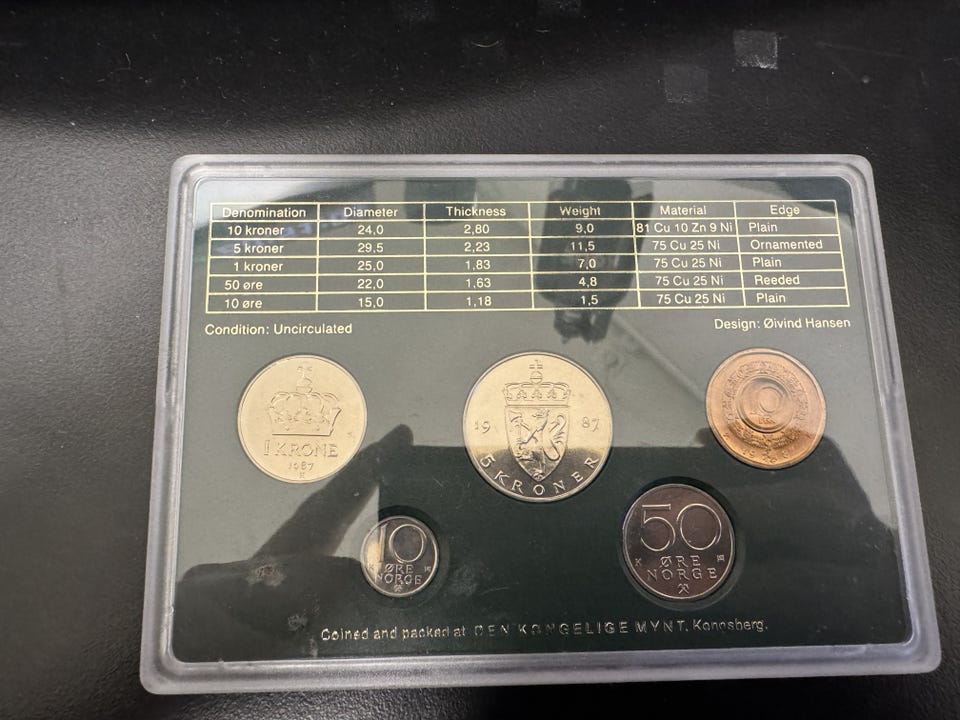 Denomination Diameter Thickness Weight Material Edge
10 kroner 24,0 2,80 9,0 81 Cu 10 Zn 9 Ni Plain
5 kroner 29,5 2,23 11,5 75 Cu 25 Ni Ornamented
1 kroner 25,0 1,83 7,0 75 Cu 25 Ni Plain
50 øre 22,0 1,63 4,8 75 Cu 25 Ni Reeded
10 øre 15,0 1,18 1,5 75 Cu 25 Ni Plain
Condition: Uncirculated Design: Øivind Hansen
1 KRONE
1987
K
19 87
5 KRONER
10
10
ØRE
NORGE
50
K
ØRE
NORGE
Coined and packed at DEN KONGELIGE MYNT. Kongsberg.